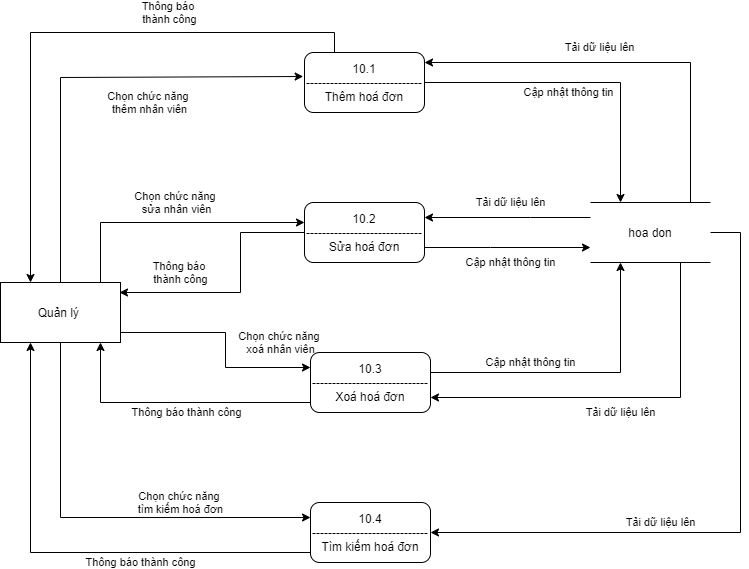 Thông báo
thành công
Tải dữ liệu lên
10.1
Thêm hoá đơn
Chọn chức năng
thêm nhân viên
Cập nhật thông tin
Chọn chức năng
sửa nhân viên
10.2
Sửa hoá đơn
Tải dữ liệu lên
hoa don
Thông báo
thành công
Cập nhật thông tin
Quản lý
Chọn chức năng
xoá nhân viên
10.3
Xoá hoá đơn
Cập nhật thông tin
Thông báo thành công
Tải dữ liệu lên
Chọn chức năng
tìm kiếm hoá đơn
10.4
Tìm kiếm hoá đơn
Tải dữ liệu lên
Thông báo thành công